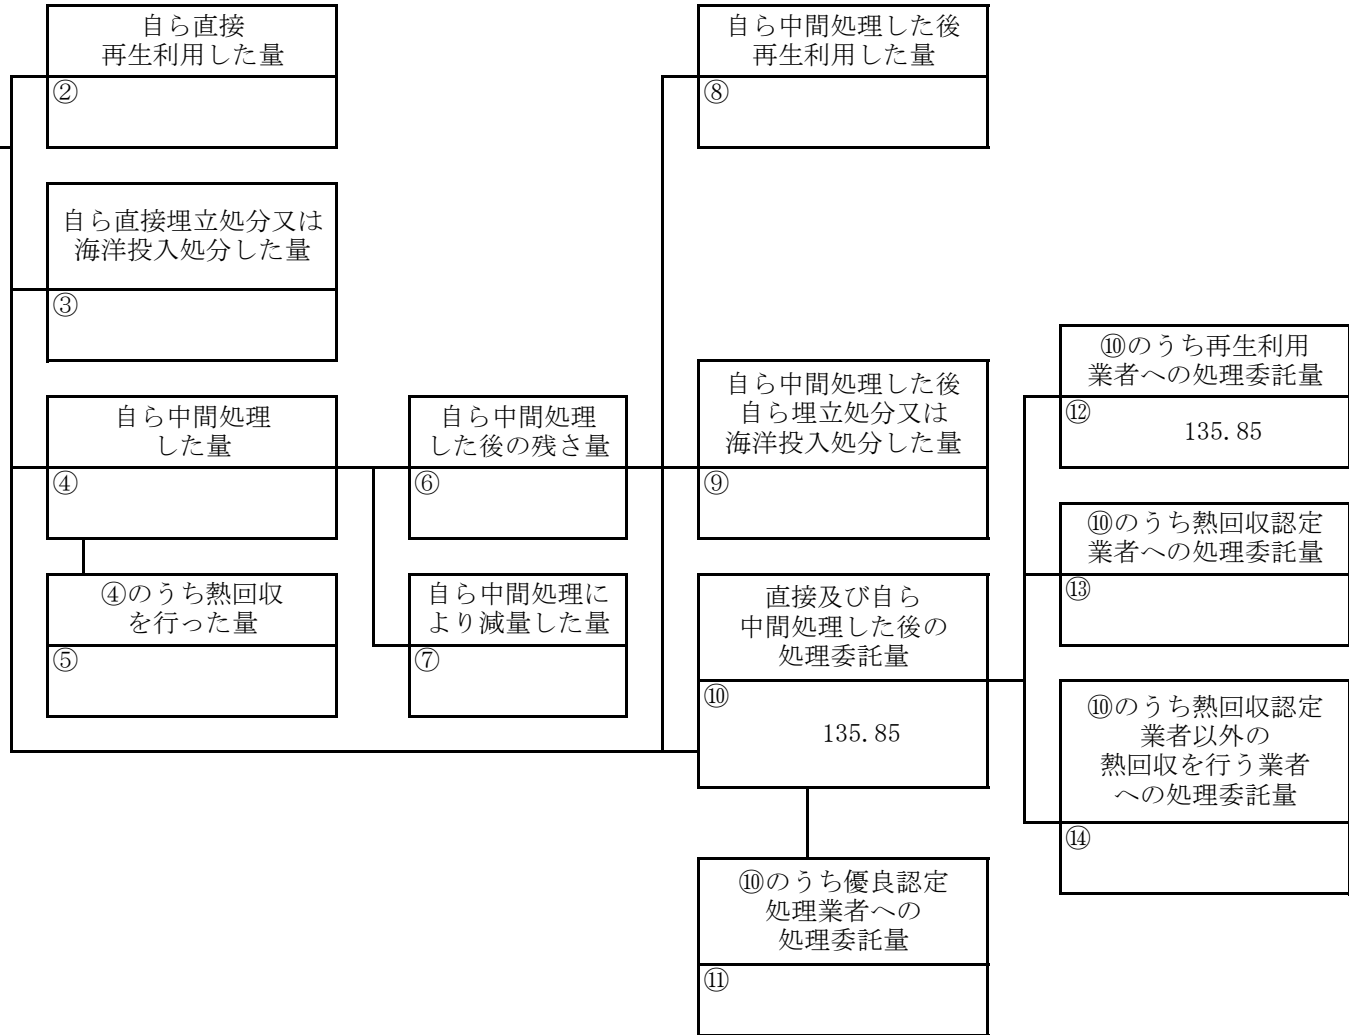 自ら直接
再生利用した量
②
自ら直接埋立処分又は
海洋投入処分した量
③
自ら中間処理
した量
④
④のうち熱回収
を行った量
⑤
自ら中間処理
した後の残さ量
⑥
自ら中間処理に
より減量した量
⑦
自ら中間処理した後
再生利用した量
⑧
自ら中間処理した後
自ら埋立処分又は
海洋投入処分した量
⑨
直接及び自ら
中間処理した後の
処理委託量
⑩
135.85
⑩のうち優良認定
処理業者への
処理委託量
⑪
⑩のうち再生利用
業者への処理委託量
⑫
135.85
⑩のうち熱回収認定
業者への処理委託量
⑬
⑩のうち熱回収認定
業者以外の
熱回収を行う業者
への処理委託量
⑭